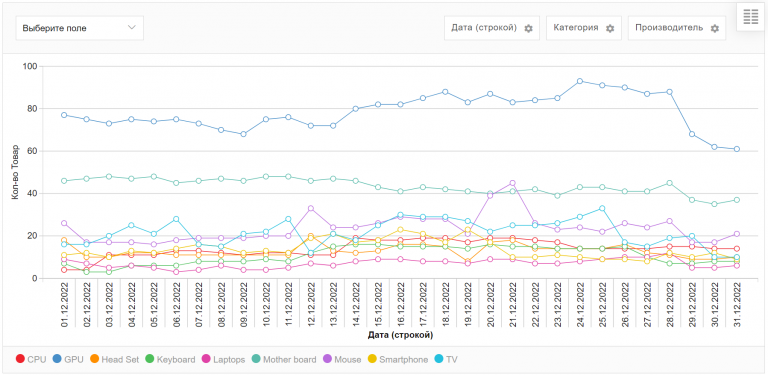 Выберите поле
Дата (строкой) Категория Производитель
100
80
60
40
20
0
Кол-во Товар
01.12.2022 02.12.2022 03.12.2022 04.12.2022 05.12.2022 06.12.2022 07.12.2022 08.12.2022 09.12.2022 10.12.2022 11.12.2022 12.12.2022 13.12.2022 14.12.2022 15.12.2022 16.12.2022 17.12.2022 18.12.2022 19.12.2022 20.12.2022 21.12.2022 22.12.2022 23.12.2022 24.12.2022 25.12.2022 26.12.2022 27.12.2022 28.12.2022 29.12.2022 30.12.2022 31.12.2022
Дата (строкой)
CPU GPU Head Set Keyboard Laptops Mother board Mouse Smartphone TV